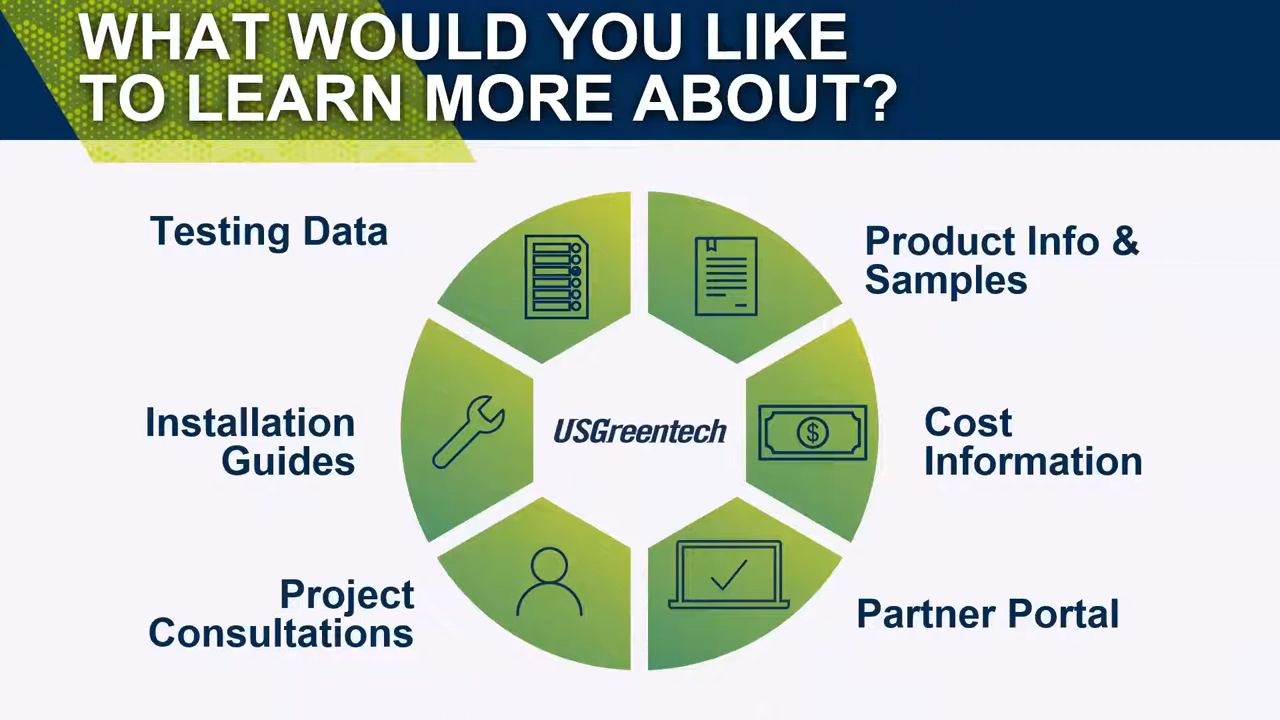 WHAT WOULD YOU LIKE
TO LEARN MORE ABOUT?
Testing Data
Product Info &
Samples
Installation
Guides
USGreentech
$
Cost
Information
Project
Consultations
Partner Portal